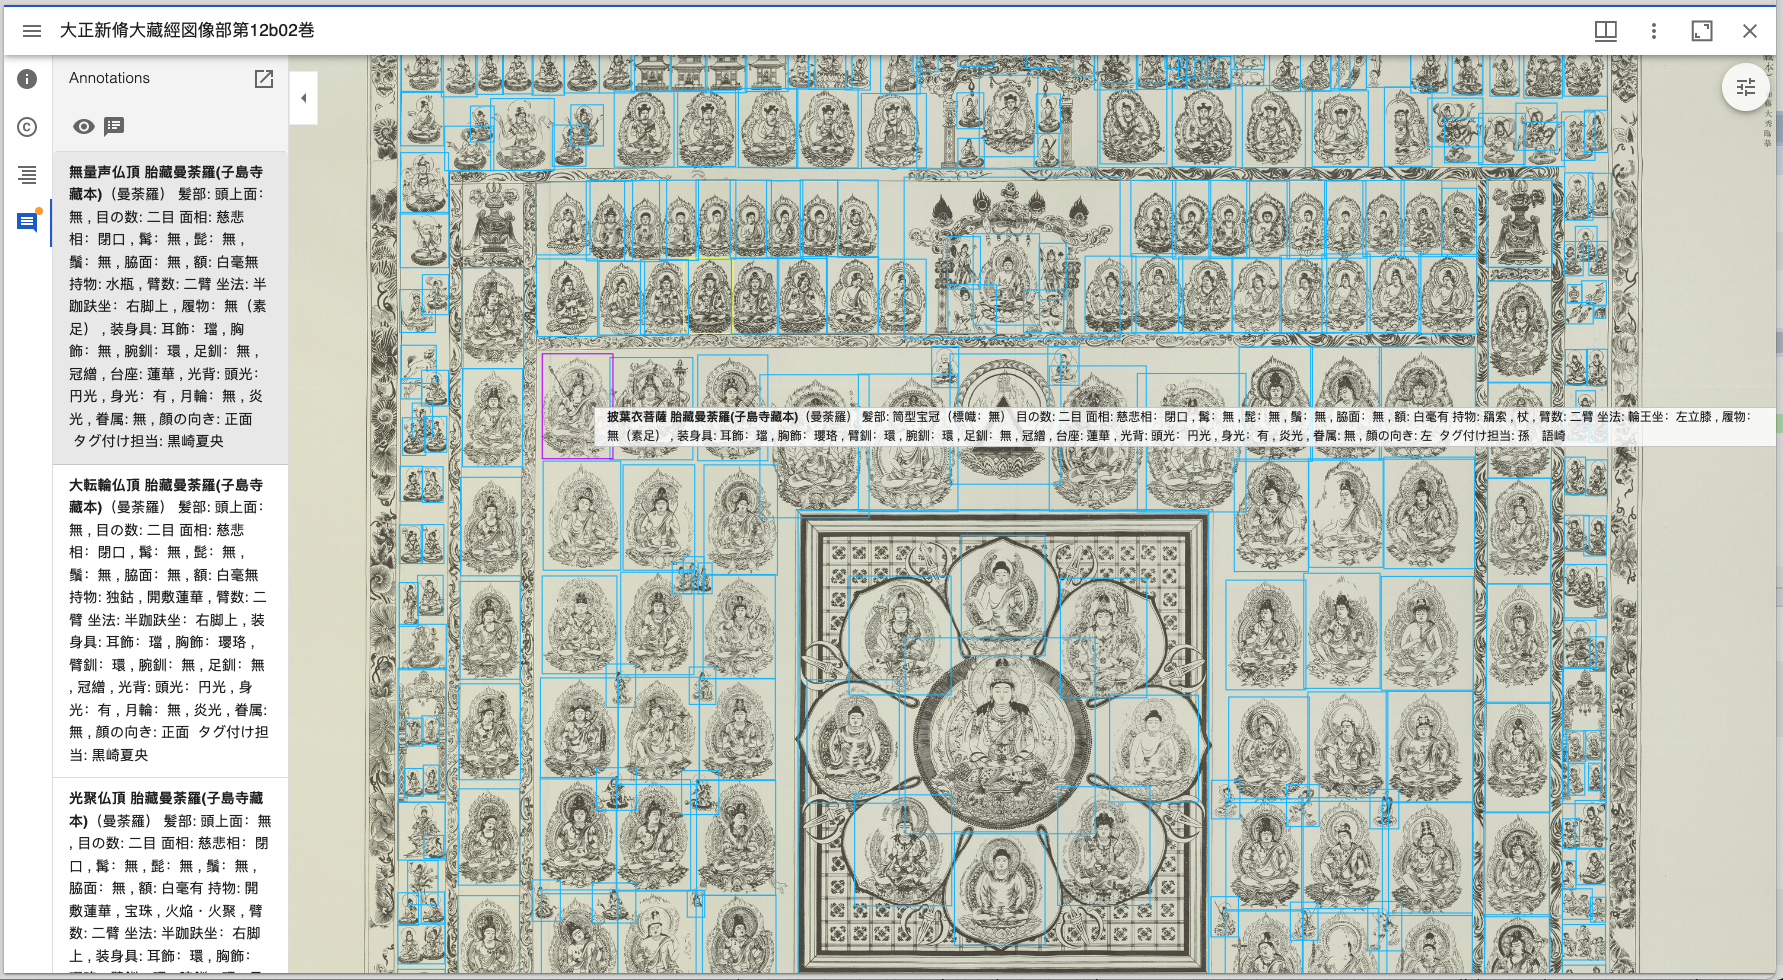 大正新脩大藏經図像部第12b02巻
Annotations
無量声仏頂 胎藏曼荼羅(子島寺
藏本)（曼荼羅） 髪部: 頭上面：
無 , 目の数: 二目 面相: 慈悲
相： 閉口 , 髯： 無 , 髭： 無 ,
鬚： 無 , 脇面： 無 , 額: 白毫無
持物: 水瓶 , 臂数: 二臂 坐法: 半
跏趺坐： 右脚上 , 履物： 無（素
足） , 装身具: 耳飾： 璫 , 胸
飾： 無 , 腕釧： 環 , 足釧： 無 ,
冠繒 , 台座: 蓮華 , 光背: 頭光：
円光 , 身光： 有 , 月輪： 無 , 炎
光 , 眷属: 無 , 顔の向き: 正面
タグ付け担当: 黒崎夏央
大転輪仏頂 胎藏曼荼羅(子島寺
藏本)（曼荼羅） 髪部: 頭上面：
無 , 目の数: 二目 面相: 慈悲
相： 閉口 , 髯： 無 , 髭： 無 ,
鬚： 無 , 脇面： 無 , 額: 白毫無
持物: 独鈷 , 開敷蓮華 , 臂数: 二
臂 坐法: 半跏趺坐： 右脚上 , 装
身具: 耳飾： 璫 , 胸飾： 瓔珞 ,
臂釧： 環 , 腕釧： 無 , 足釧： 無
, 冠繒 , 光背: 頭光： 円光 , 身
光： 有 , 月輪： 無 , 炎光 , 眷属:
無 , 顔の向き: 正面 タグ付け担
当: 黒崎夏央
光聚仏頂 胎藏曼荼羅(子島寺藏
本)（曼荼羅） 髪部: 頭上面： 無
, 目の数: 二目 面相: 慈悲相： 閉
口 , 髯： 無 , 髭： 無 , 鬚： 無 ,
脇面： 無 , 額: 白毫有 持物: 開
敷蓮華 , 宝珠 , 火焔・火聚 , 臂
数: 二臂 坐法: 半跏趺坐： 右脚
上 , 装身具: 耳飾： 環 , 胸飾：
披葉衣菩薩 胎藏曼荼羅(子島寺藏本)（曼荼羅） 髪部: 筒型宝冠（標幟： 無） 目の数: 二目 面相: 慈悲相： 閉口 , 髯： 無 , 髭： 無 , 鬚： 無 , 脇面： 無 , 額: 白毫有 持物: 羂索 , 杖 , 臂数: 二臂 坐法: 輪王坐： 左立膝 , 履物：
無（素足） , 装身具: 耳飾： 璫 , 胸飾： 瓔珞 , 臂釧： 環 , 腕釧： 環 , 足釧： 無 , 冠繒 , 台座: 蓮華 , 光背: 頭光： 円光 , 身光： 有 , 炎光 , 眷属: 無 , 顔の向き: 左 タグ付け担当: 孫 語崎